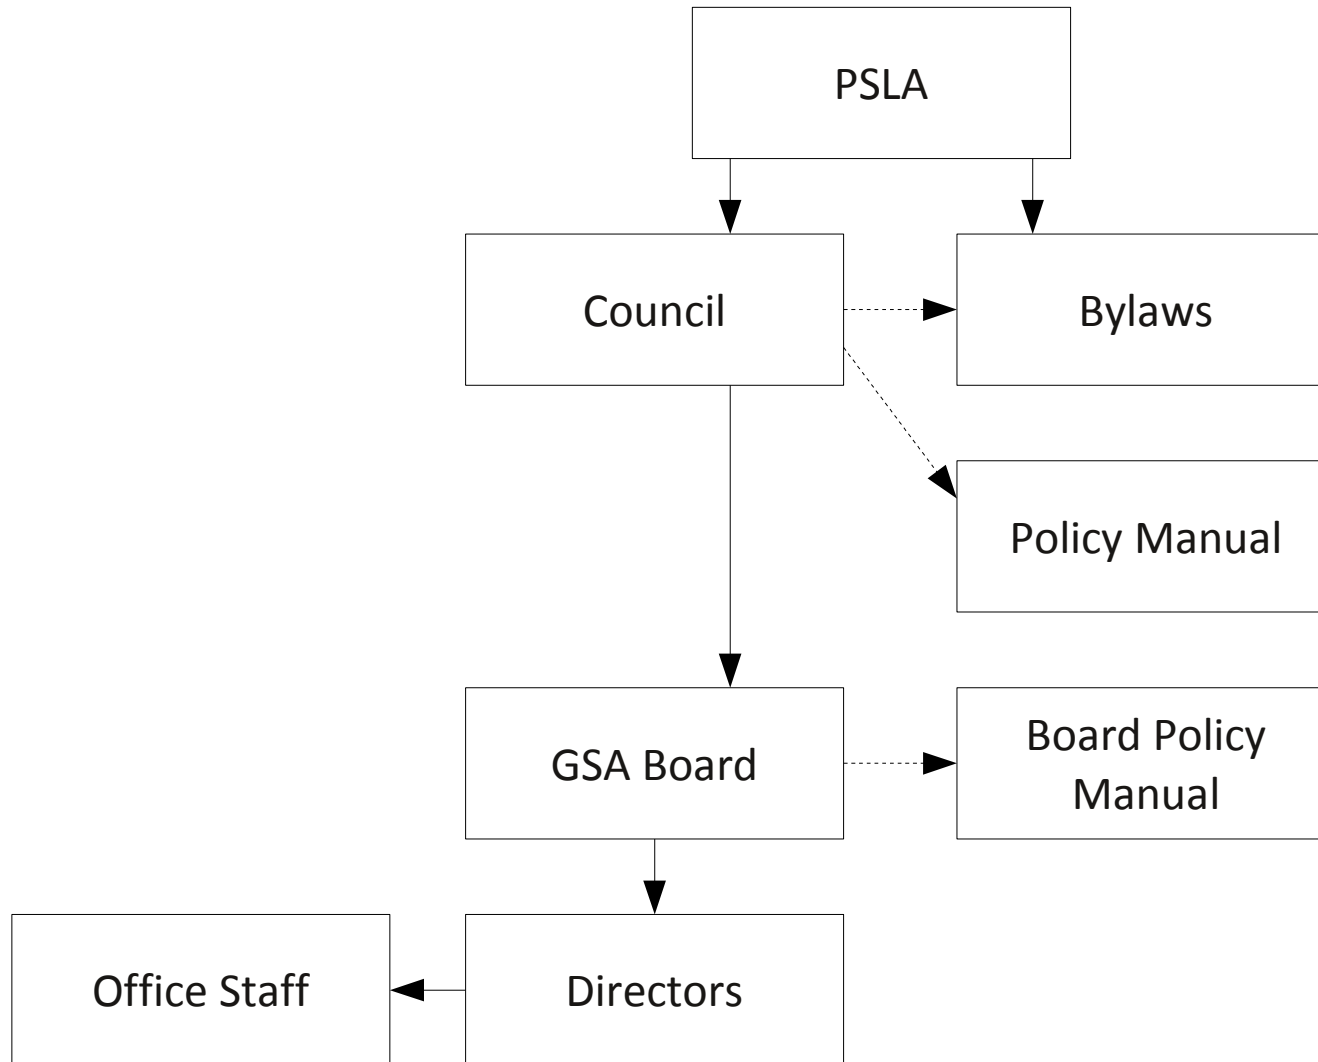 PSLA
Council
Bylaws
Policy Manual
GSA Board
Board Policy
Manual
Office Staff
Directors